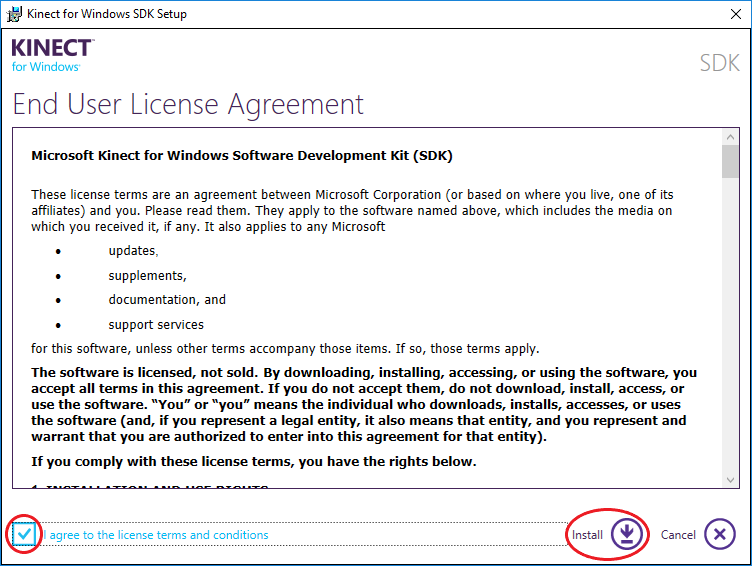 Kinect for Windows SDK Setup
KINECT™
for Windows®
SDK
End User License Agreement
Microsoft Kinect for Windows Software Development Kit (SDK)
These license terms are an agreement between Microsoft Corporation (or based on where you live, one of its
affiliates) and you. Please read them. They apply to the software named above, which includes the media on
which you received it, if any. It also applies to any Microsoft
• updates,
• supplements,
• documentation, and
• support services
for this software, unless other terms accompany those items. If so, those terms apply.
The software is licensed, not sold. By downloading, installing, accessing, or using the software, you
accept all terms in this agreement. If you do not accept them, do not download, install, access, or
use the software. “You” or “you” means the individual who downloads, installs, accesses, or uses
the software (and, if you represent a legal entity, it also means that entity, and you represent and
warrant that you are authorized to enter into this agreement for that entity).
If you comply with these license terms, you have the rights below.
1. INSTALLATION AND USE RIGHTS
I agree to the license terms and conditions
Install
Cancel